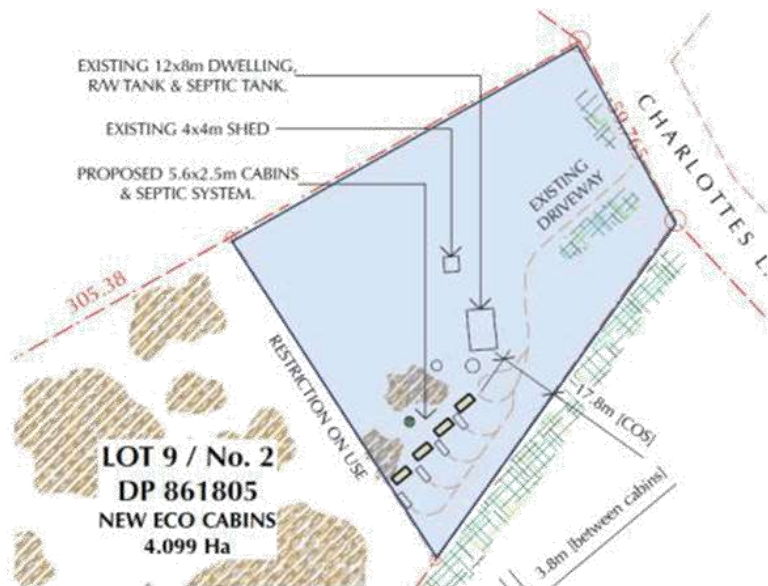 EXISTING 12x8m DWELLING,
R/W TANK & SEPTIC TANK.
EXISTING 4x4m SHED
PROPOSED 5.6x2.5m CABINS
& SEPTIC SYSTEM.
EXISTING
DRIVEWAY
CHARLOTTES L
305.38
RESTRICTION ON USE
17.8m [COS]
3.8m [between cabins]
LOT 9 / No. 2
DP 861805
NEW ECO CABINS
4.099 Ha